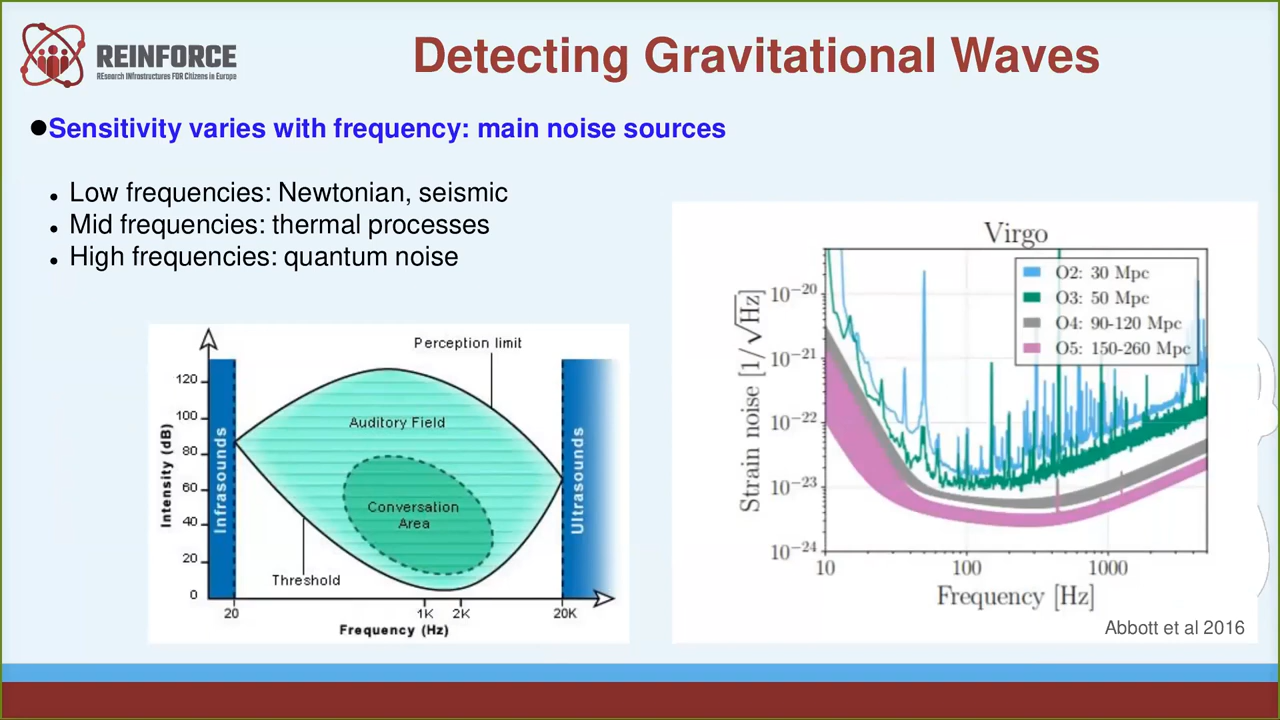 REINFORCE
REsearch INfrastructures FOR Citizens in Europe
Detecting Gravitational Waves
Sensitivity varies with frequency: main noise sources
Low frequencies: Newtonian, seismic
Mid frequencies: thermal processes
High frequencies: quantum noise
Perception limit
Auditory Field
Conversation
Area
Threshold
Infrasounds
Ultrasounds
Intensity (dB)
120
100
80
60
40
20
0
20
1K
2K
20K
Frequency (Hz)
Virgo
O2: 30 Mpc
O3: 50 Mpc
O4: 90-120 Mpc
O5: 150-260 Mpc
Strain noise [1/√Hz]
10⁻²⁰
10⁻²¹
10⁻²²
10⁻²³
10⁻²⁴
10
100
1000
Frequency [Hz]
Abbott et al 2016